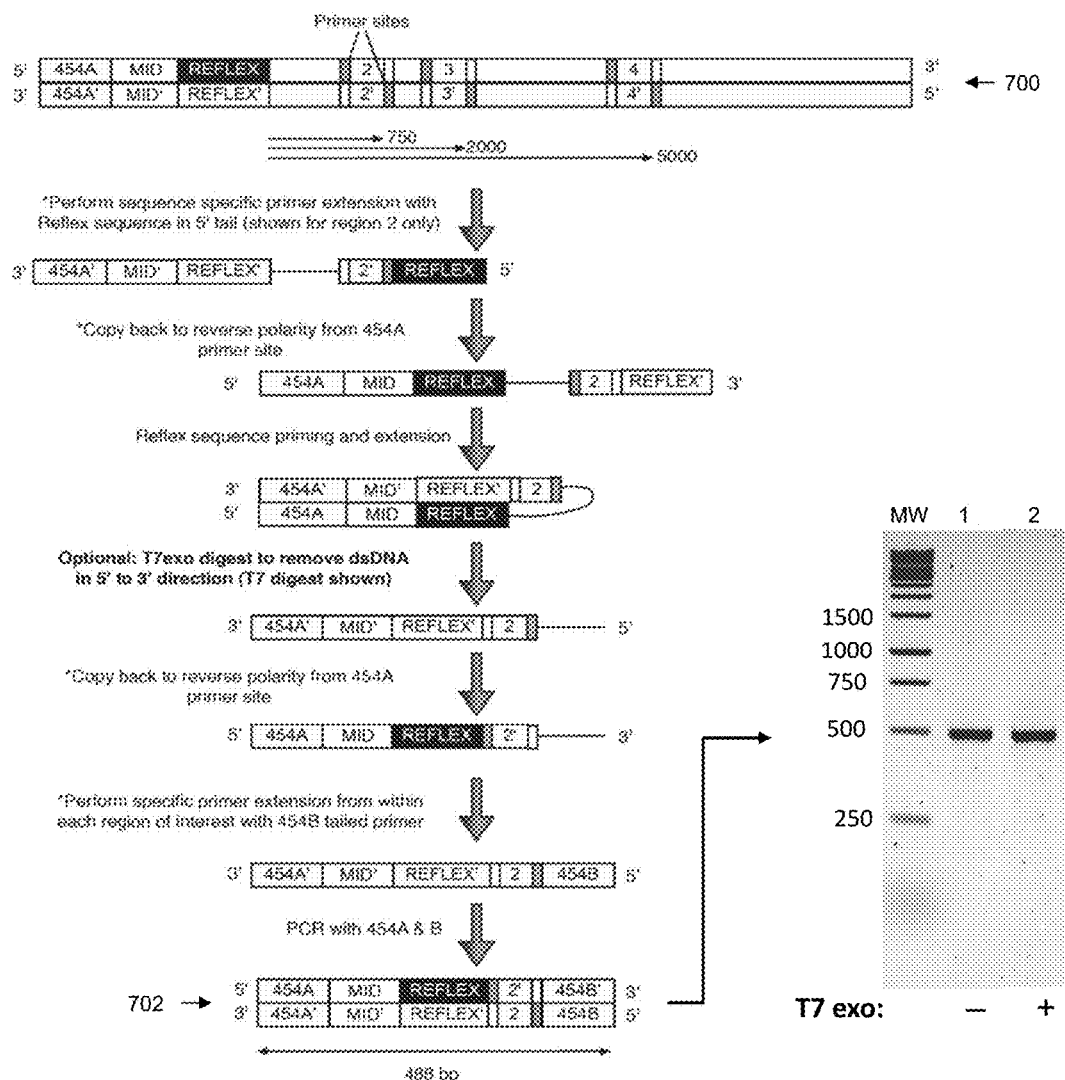 Primer sites
5' 454A MID REFLEX 2 3 4 3'
3' 454A' MID' REFLEX' 2' 3' 4' 5'
700
750
2000
5000
*Perform sequence specific primer extension with
Reflex sequence in 5' tail (shown for region 2 only)
3' 454A' MID' REFLEX' 2' REFLEX 5'
*Copy back to reverse polarity from 454A
primer site
5' 454A MID REFLEX 2 REFLEX' 3'
Reflex sequence priming and extension
3' 454A' MID' REFLEX' 2
5' 454A MID REFLEX
Optional: T7exo digest to remove dsDNA
in 5' to 3' direction (T7 digest shown)
3' 454A' MID' REFLEX' 2 5'
*Copy back to reverse polarity from 454A
primer site
5' 454A MID REFLEX 2' 3'
*Perform specific primer extension from within
each region of interest with 454B tailed primer
3' 454A' MID' REFLEX' 2 454B 5'
PCR with 454A & B
702
5' 454A MID REFLEX 2' 454B' 3'
3' 454A' MID' REFLEX' 2 454B 5'
488 bp
MW 1 2
1500
1000
750
500
250
T7 exo: – +